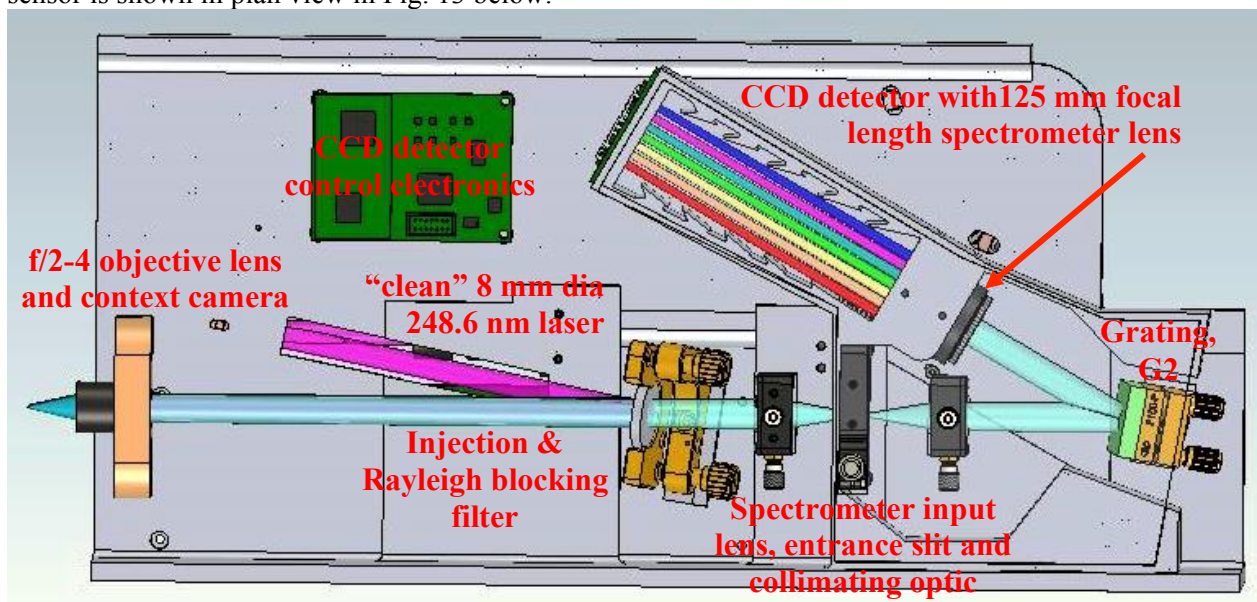 sensor is shown in plan view in Fig. 15 below.
CCD detector with125 mm focal
length spectrometer lens
CCD detector
control electronics
f/2-4 objective lens
and context camera
“clean” 8 mm dia
248.6 nm laser
Grating,
G2
Injection &
Rayleigh blocking
filter
Spectrometer input
lens, entrance slit and
collimating optic